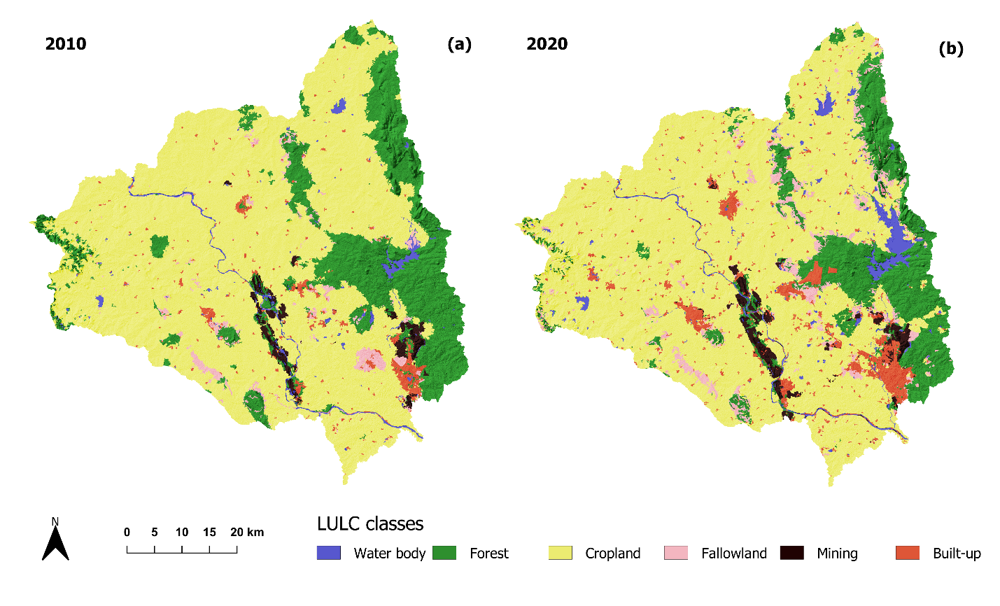 2010 (a) 2020 (b)
N
0 5 10 15 20 km
LULC classes
Water body Forest Cropland Fallowland Mining Built-up